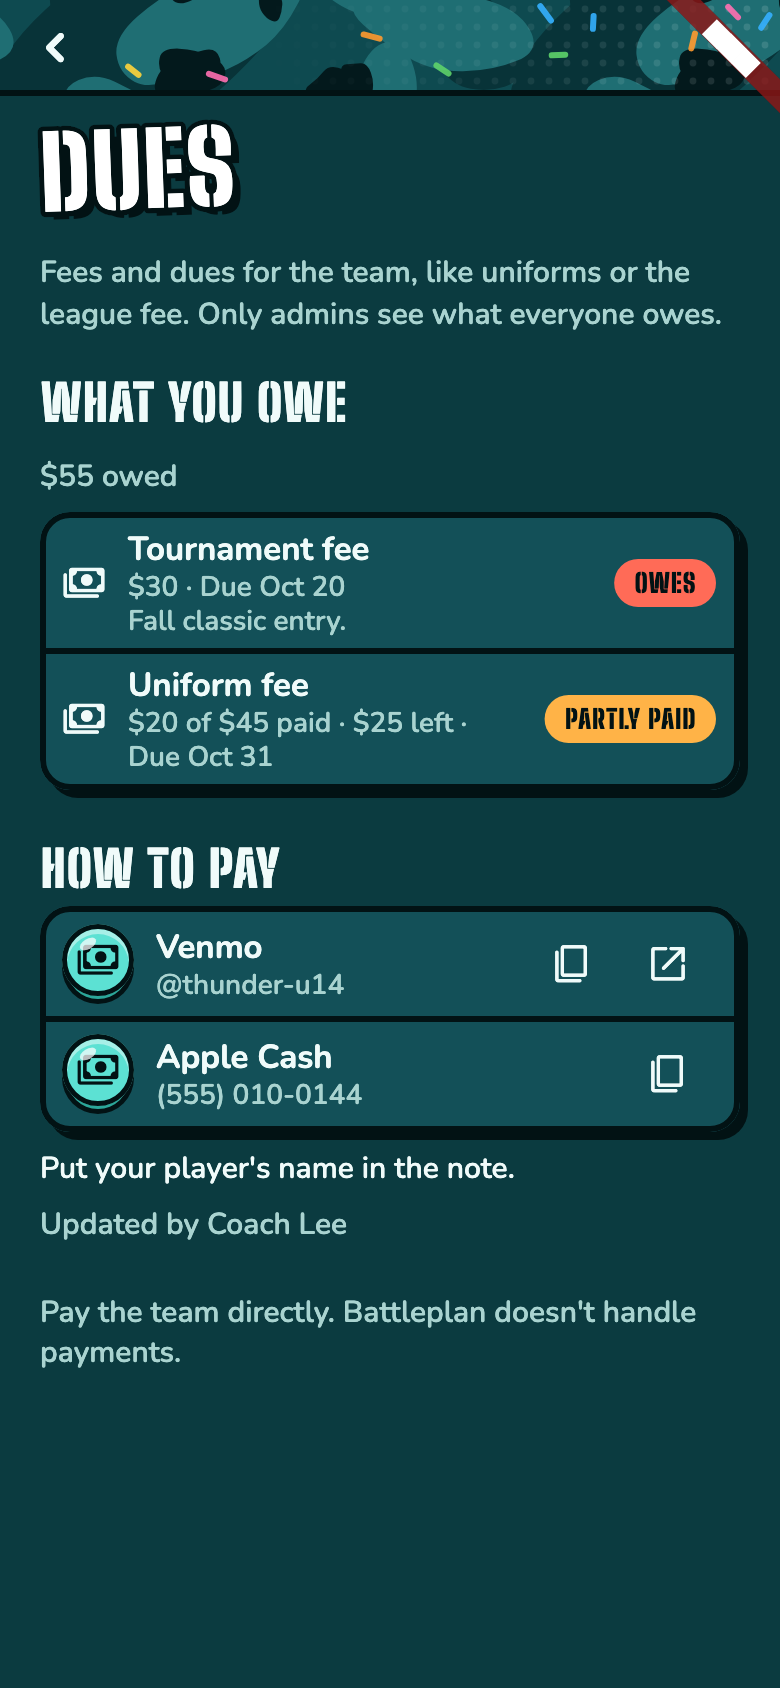 DUES
Fees and dues for the team, like uniforms or the
league fee. Only admins see what everyone owes.
WHAT YOU OWE
$55 owed
Tournament fee
$30 · Due Oct 20
Fall classic entry.
OWES
Uniform fee
$20 of $45 paid · $25 left ·
Due Oct 31
PARTLY PAID
HOW TO PAY
Venmo
@thunder-u14
Apple Cash
(555) 010-0144
Put your player's name in the note.
Updated by Coach Lee
Pay the team directly. Battleplan doesn't handle
payments.